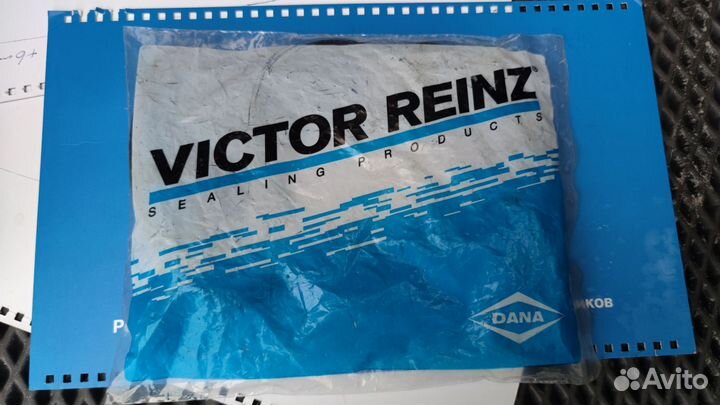 VICTOR REINZ®
SEALING PRODUCTS
DANA
Avito